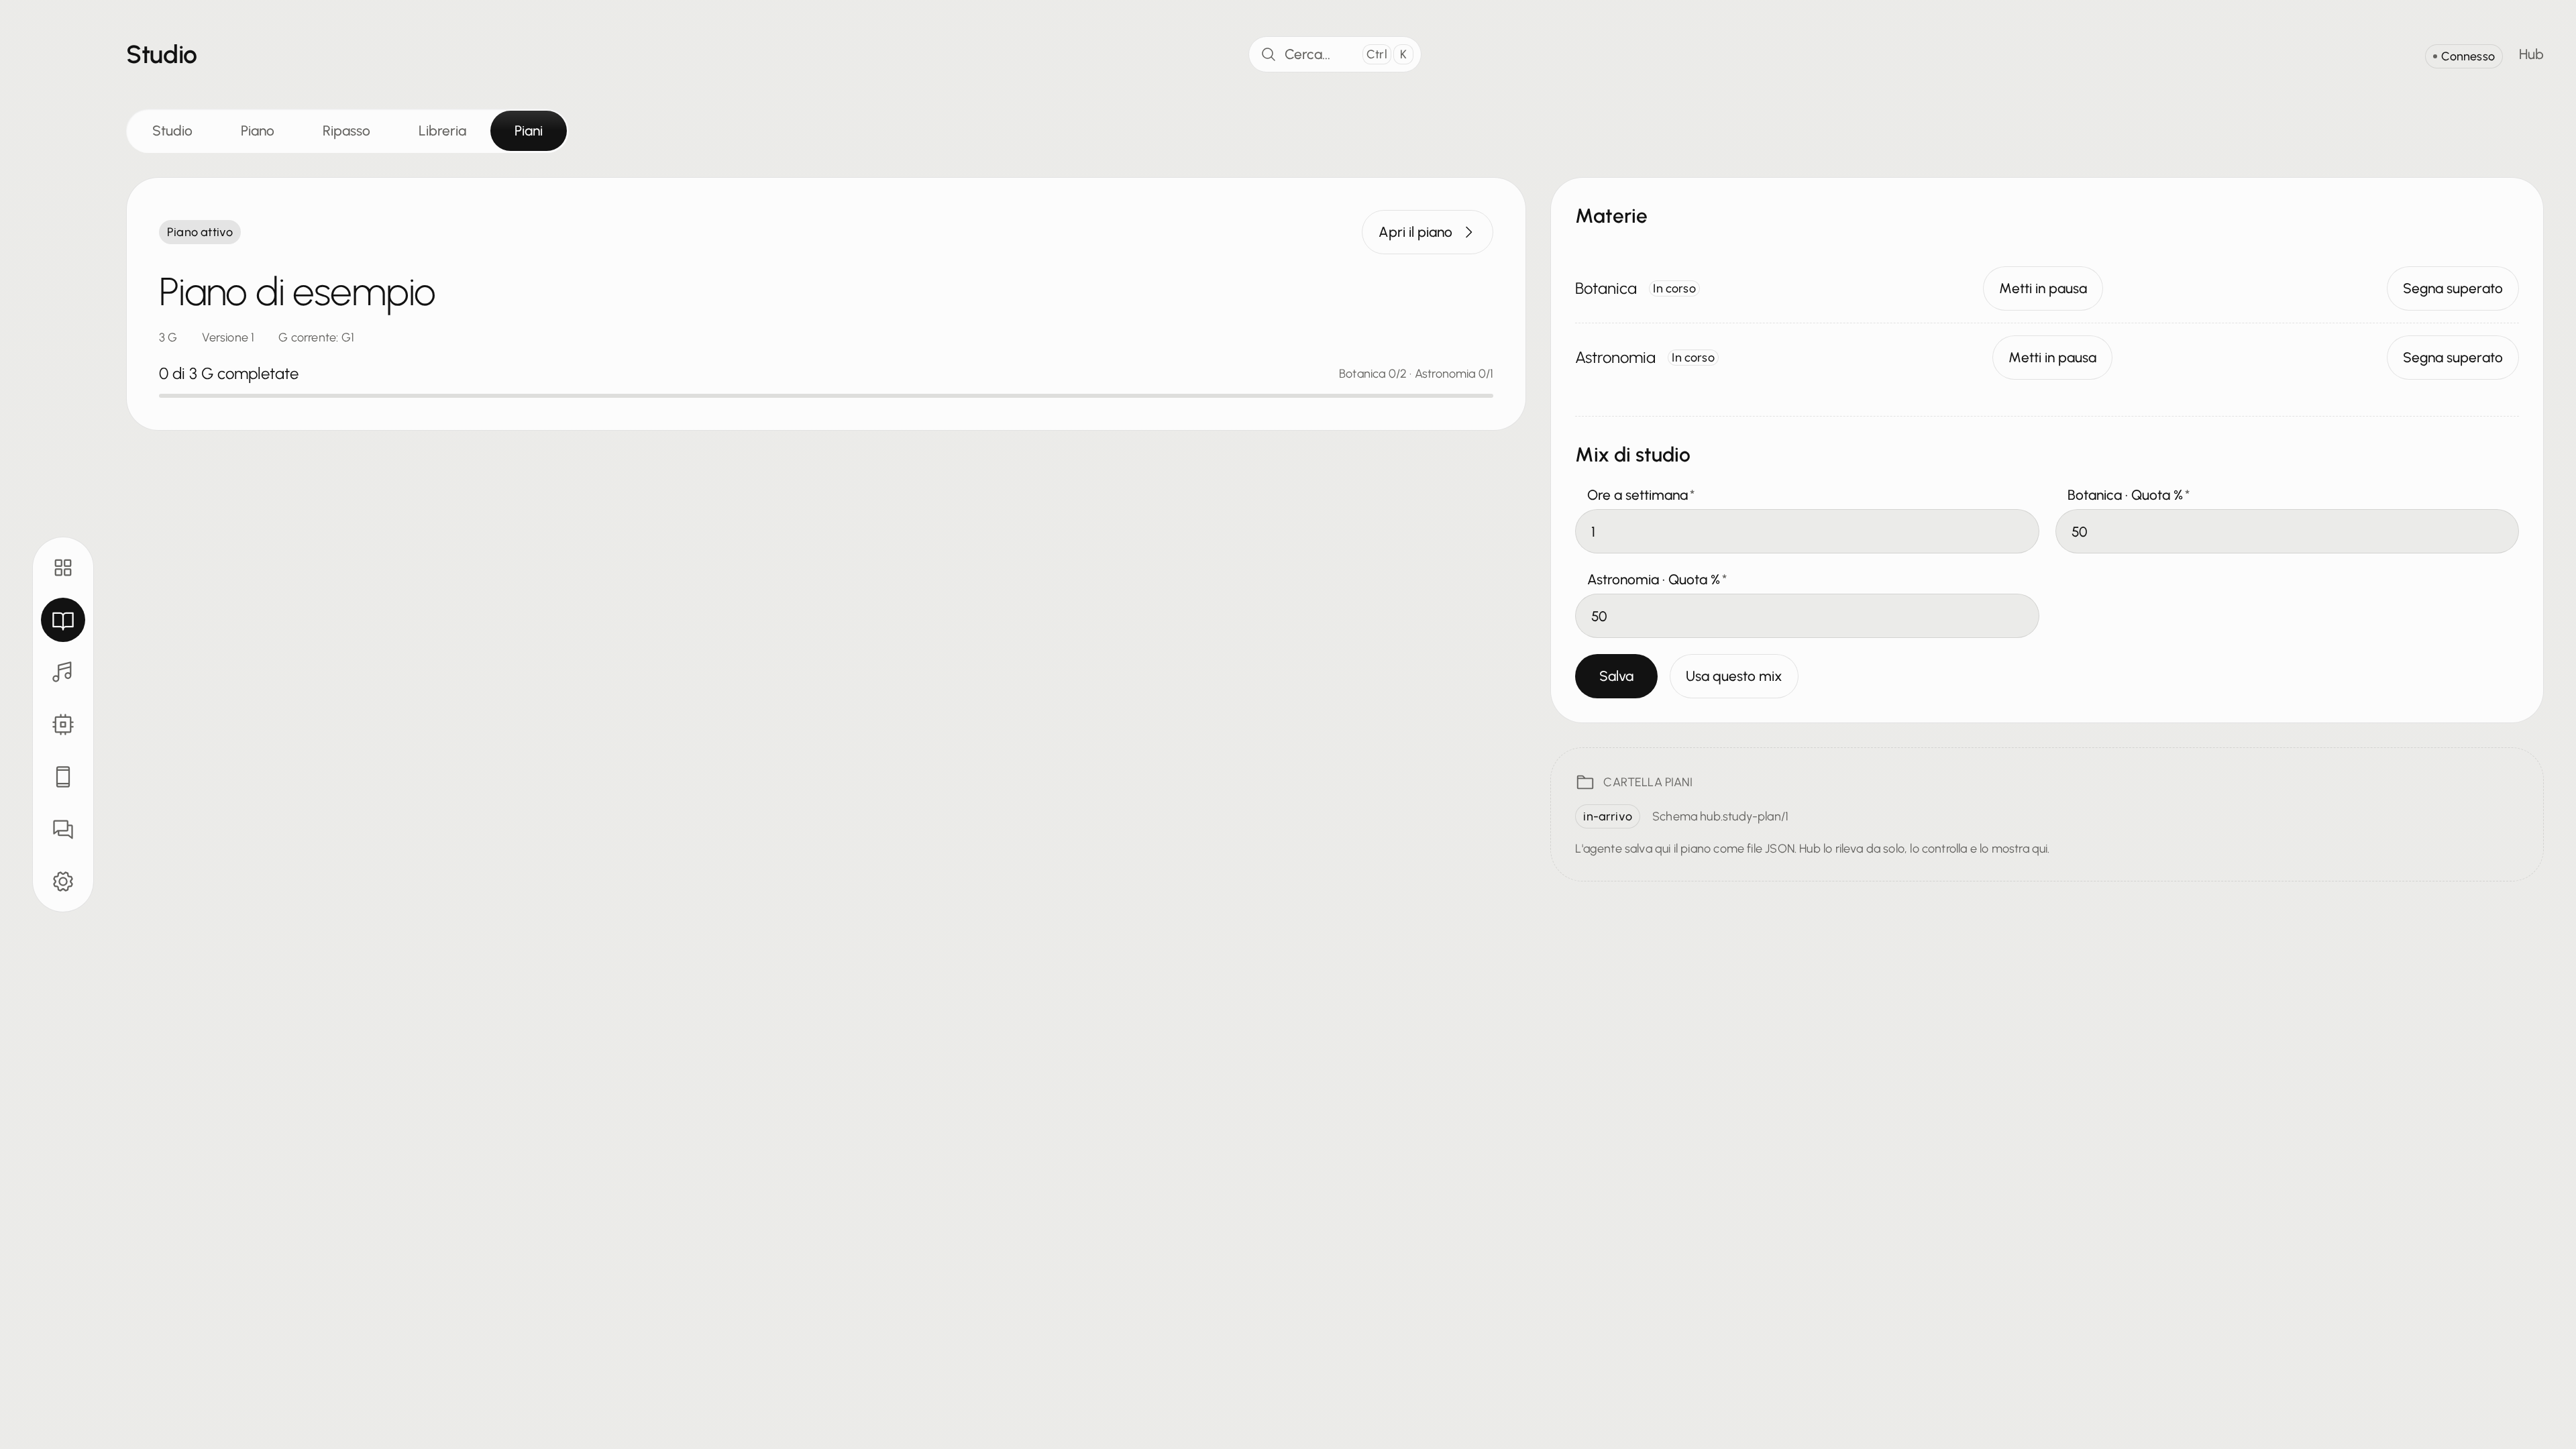 Studio
Cerca...
Ctrl K
Connesso
Hub
Studio Piano Ripasso Libreria Piani
Piano attivo
Apri il piano
Piano di esempio
3 G Versione 1 G corrente: G1
0 di 3 G completate
Botanica 0/2 · Astronomia 0/1
Materie
Botanica In corso Metti in pausa Segna superato
Astronomia In corso Metti in pausa Segna superato
Mix di studio
Ore a settimana* Botanica · Quota %*
1 50
Astronomia · Quota %*
50
Salva Usa questo mix
CARTELLA PIANI
in-arrivo Schema hub.study-plan/1
L'agente salva qui il piano come file JSON. Hub lo rileva da solo, lo controlla e lo mostra qui.